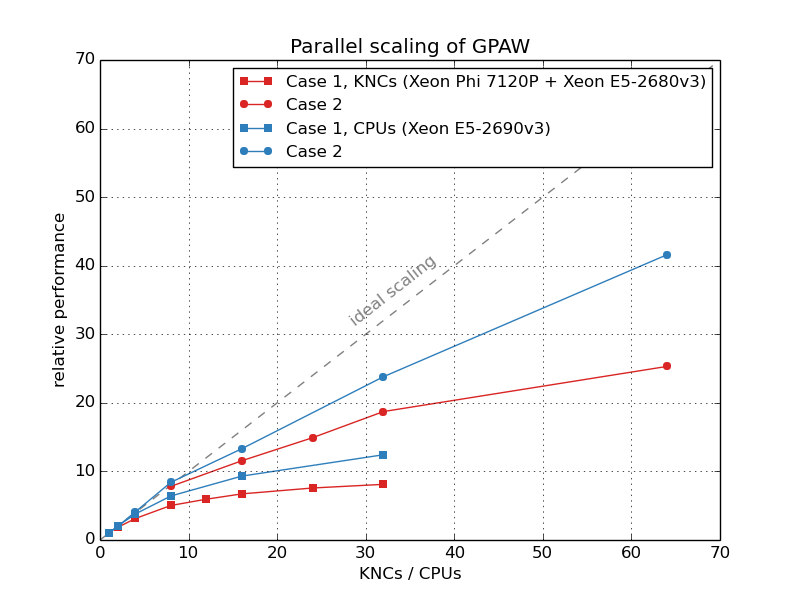 Parallel scaling of GPAW
Case 1, KNCs (Xeon Phi 7120P + Xeon E5-2680v3)
Case 2
Case 1, CPUs (Xeon E5-2690v3)
Case 2
ideal scaling
relative performance
70
60
50
40
30
20
10
0
0 10 20 30 40 50 60 70
KNCs / CPUs